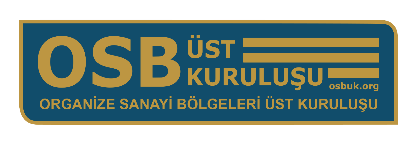 OSB ÜST
KURULUŞU
osbuk.org
ORGANİZE SANAYİ BÖLGELERİ ÜST KURULUŞU